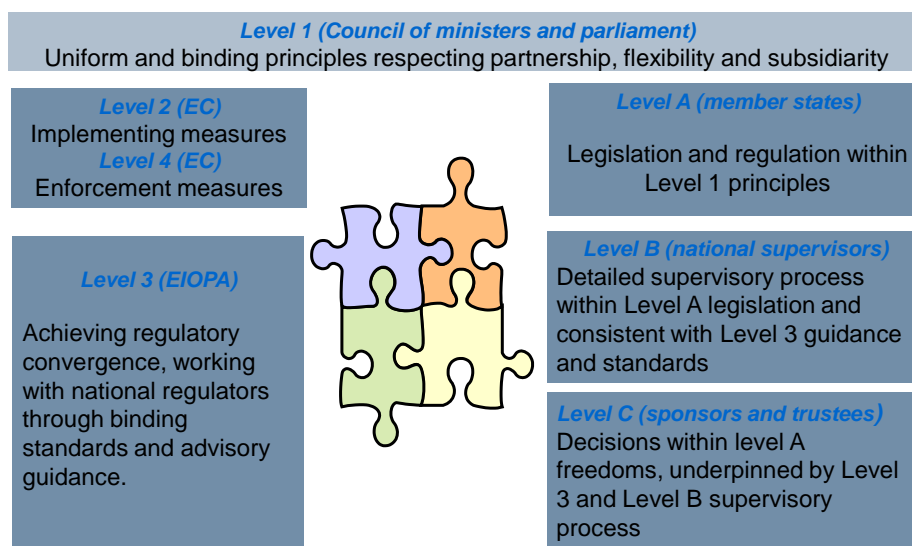 Level 1 (Council of ministers and parliament)
Uniform and binding principles respecting partnership, flexibility and subsidiarity
Level 2 (EC)
Implementing measures
Level 4 (EC)
Enforcement measures
Level 3 (EIOPA)
Achieving regulatory
convergence, working
with national regulators
through binding
standards and advisory
guidance.
Level A (member states)
Legislation and regulation within
Level 1 principles
Level B (national supervisors)
Detailed supervisory process
within Level A legislation and
consistent with Level 3 guidance
and standards
Level C (sponsors and trustees)
Decisions within level A
freedoms, underpinned by Level
3 and Level B supervisory
process